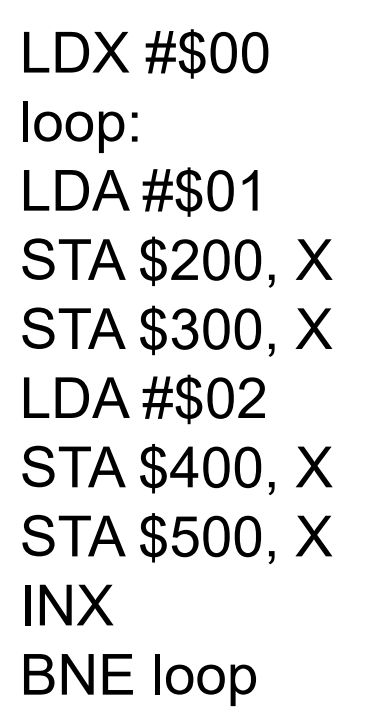 LDX #$00
loop:
LDA #$01
STA $200, X
STA $300, X
LDA #$02
STA $400, X
STA $500, X
INX
BNE loop